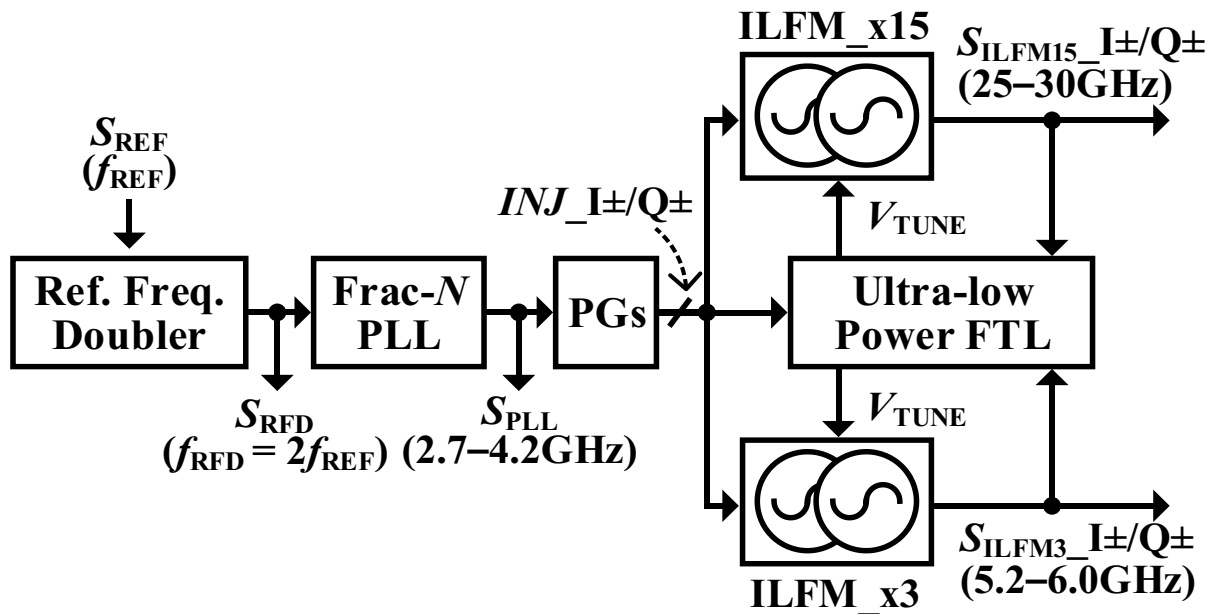 ILFM_x15
S_ILFM15_I±/Q±
(25–30GHz)
S_REF
(f_REF)
INJ_I±/Q±
V_TUNE
Ref. Freq.
Doubler
Frac-N
PLL
PGs
Ultra-low
Power FTL
V_TUNE
S_RFD
(f_RFD = 2f_REF)
S_PLL
(2.7–4.2GHz)
S_ILFM3_I±/Q±
(5.2–6.0GHz)
ILFM_x3